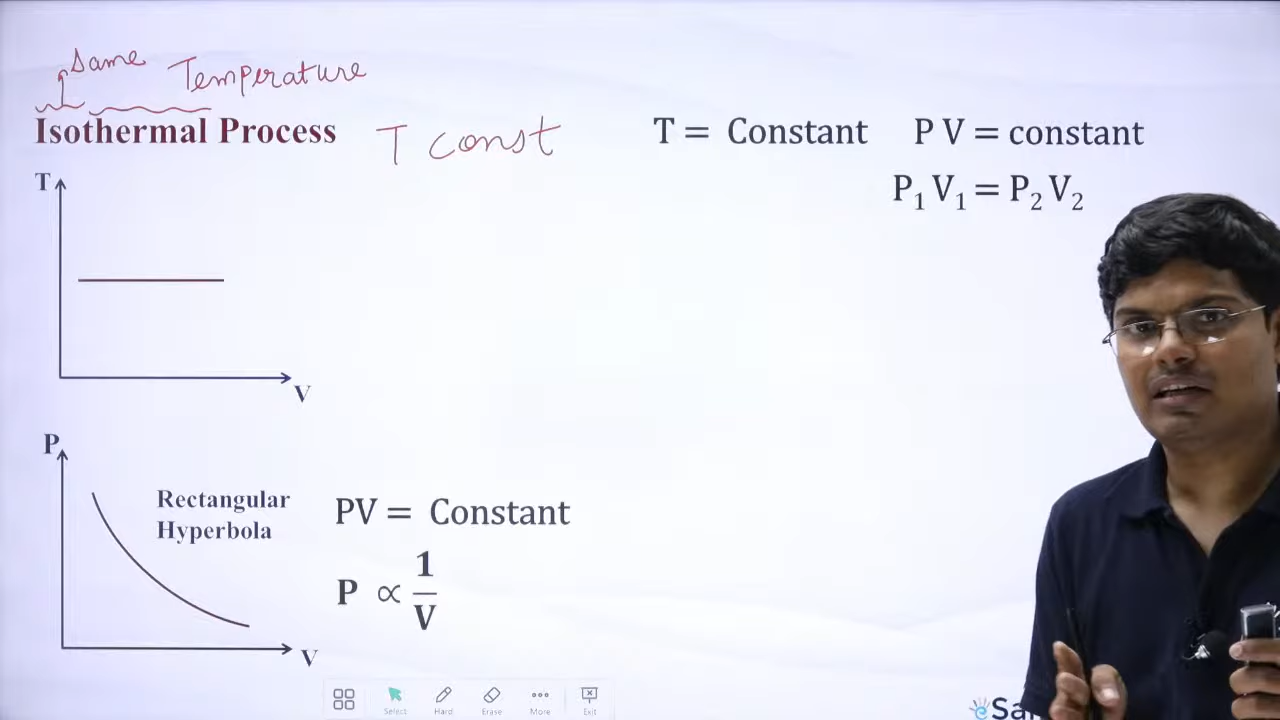 Same Temperature
Isothermal Process T const
T = Constant P V = constant
P₁ V₁ = P₂ V₂
T
V
P
Rectangular
Hyperbola
PV = Constant
P ∝ 1/V
V
Select Hard Erase More Exit